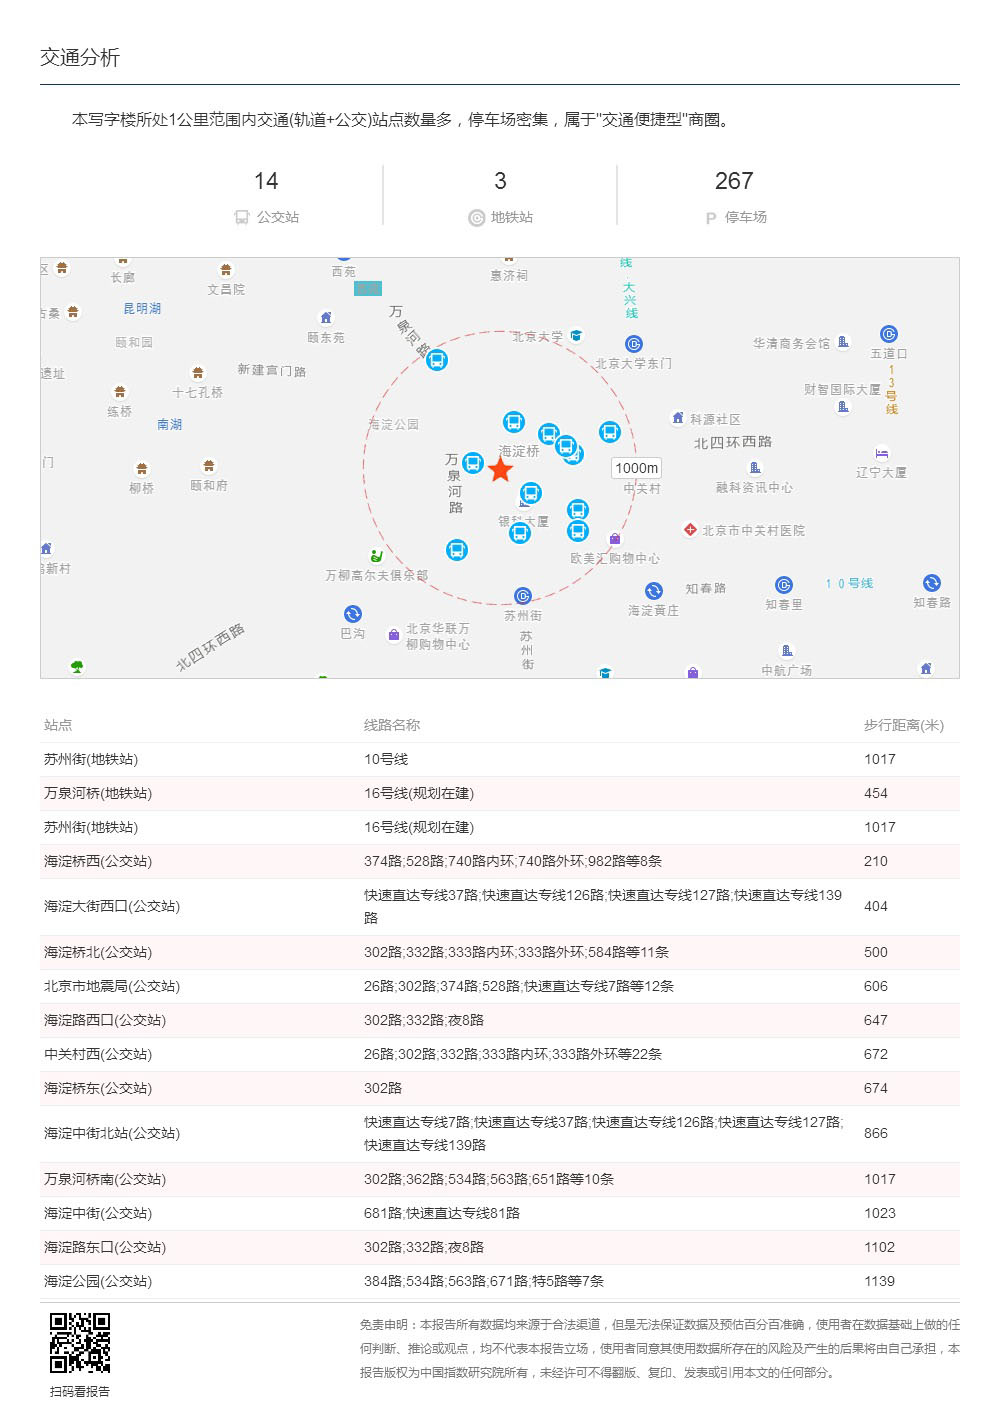 交通分析
本写字楼所处1公里范围内交通(轨道+公交)站点数量多，停车场密集，属于"交通便捷型"商圈。
14
3
267
公交站
地铁站
P 停车场
区
长廊
文昌院
西苑
惠济祠
线
大兴线
昆明湖
颐东苑
万泉河路
颐和园
北京大学
北京大学东门
华清商务会馆
五道口
13号线
遗址
十七孔桥
新建宫门路
练桥
南湖
海淀公园
财智国际大厦
科源社区
北四环西路
门
柳桥
颐和府
万泉河路
海淀桥
1000m
中关村
融科资讯中心
辽宁大厦
银科大厦
北京市中关村医院
欧美汇购物中心
新村
万柳高尔夫俱乐部
苏州街
海淀黄庄
知春路
知春里
10号线
知春路
巴沟
北京华联万
柳购物中心
北四环西路
苏州街
中航广场
站点
线路名称
步行距离(米)
苏州街(地铁站)
10号线
1017
万泉河桥(地铁站)
16号线(规划在建)
454
苏州街(地铁站)
16号线(规划在建)
1017
海淀桥西(公交站)
374路;528路;740路内环;740路外环;982路等8条
210
海淀大街西口(公交站)
快速直达专线37路;快速直达专线126路;快速直达专线127路;快速直达专线139
路
404
海淀桥北(公交站)
302路;332路;333路内环;333路外环;584路等11条
500
北京市地震局(公交站)
26路;302路;374路;528路;快速直达专线7路等12条
606
海淀路西口(公交站)
302路;332路;夜8路
647
中关村西(公交站)
26路;302路;332路;333路内环;333路外环等22条
672
海淀桥东(公交站)
302路
674
海淀中街北站(公交站)
快速直达专线7路;快速直达专线37路;快速直达专线126路;快速直达专线127路;
快速直达专线139路
866
万泉河桥南(公交站)
302路;362路;534路;563路;651路等10条
1017
海淀中街(公交站)
681路;快速直达专线81路
1023
海淀路东口(公交站)
302路;332路;夜8路
1102
海淀公园(公交站)
384路;534路;563路;671路;特5路等7条
1139
扫码看报告
免责申明：本报告所有数据均来源于合法渠道，但是无法保证数据及预估百分百准确，使用者在数据基础上做的任
何判断、推论或观点，均不代表本报告立场，使用者同意其使用数据所存在的风险及产生的后果将由自己承担，本
报告版权为中国指数研究院所有，未经许可不得翻版、复印、发表或引用本文的任何部分。